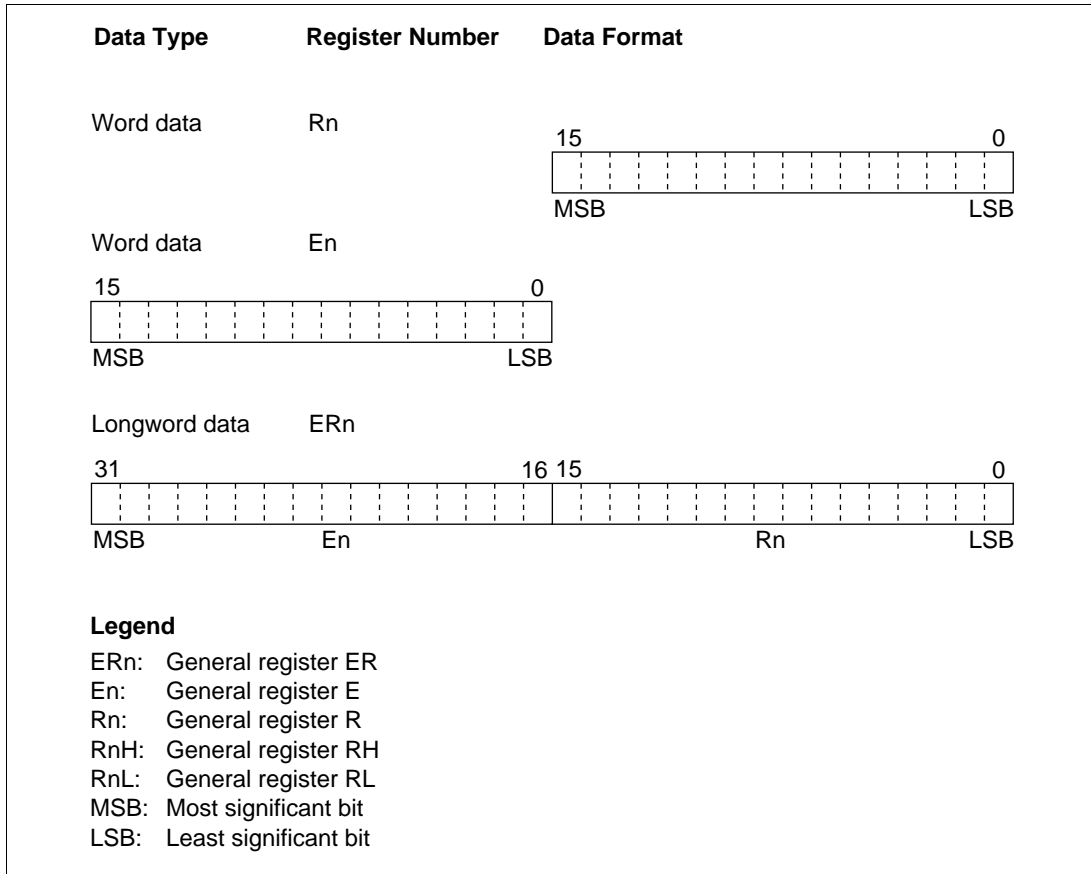 Data Type Register Number Data Format
Word data Rn
15 0
MSB LSB
Word data En
15 0
MSB LSB
Longword data ERn
31 16 15 0
MSB En Rn LSB
Legend
ERn: General register ER
En: General register E
Rn: General register R
RnH: General register RH
RnL: General register RL
MSB: Most significant bit
LSB: Least significant bit